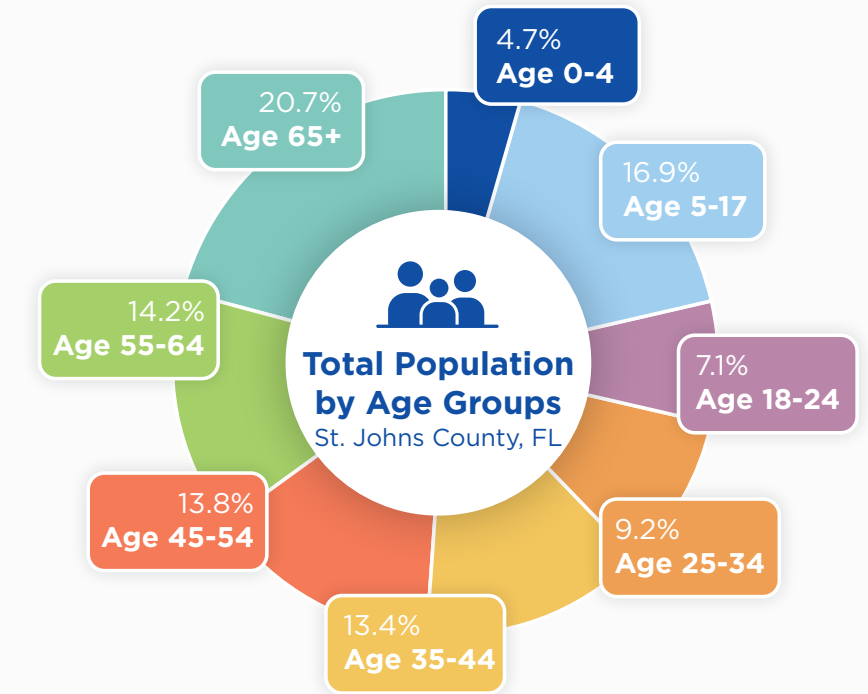 4.7%
Age 0-4
16.9%
Age 5-17
7.1%
Age 18-24
9.2%
Age 25-34
13.4%
Age 35-44
13.8%
Age 45-54
14.2%
Age 55-64
20.7%
Age 65+
Total Population
by Age Groups
St. Johns County, FL